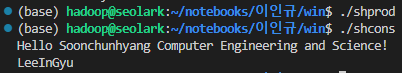 (base) hadoop@seolark:~/notebooks/이인규/win$ ./shprod
(base) hadoop@seolark:~/notebooks/이인규/win$ ./shcons
Hello Soonchunhyang Computer Engineering and Science!
LeeInGyu